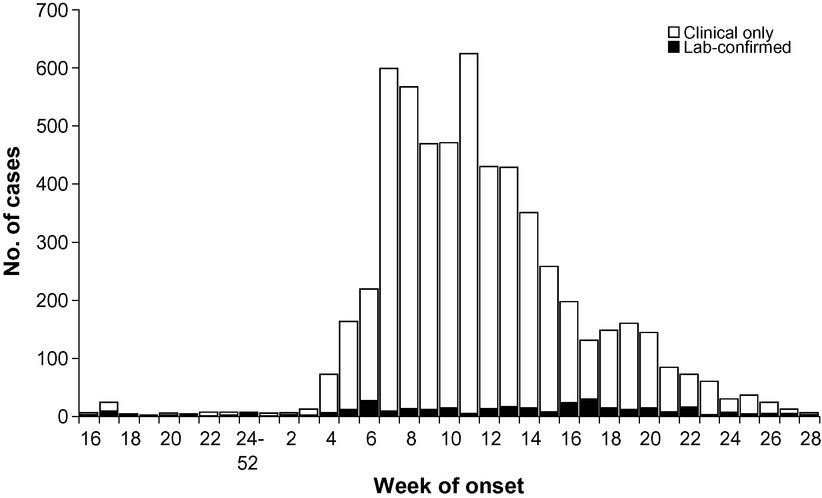 700
600
500
400
300
200
100
0
No. of cases
Clinical only
Lab-confirmed
16 18 20 22 24- 2 4 6 8 10 12 14 16 18 20 22 24 26 28
52
Week of onset